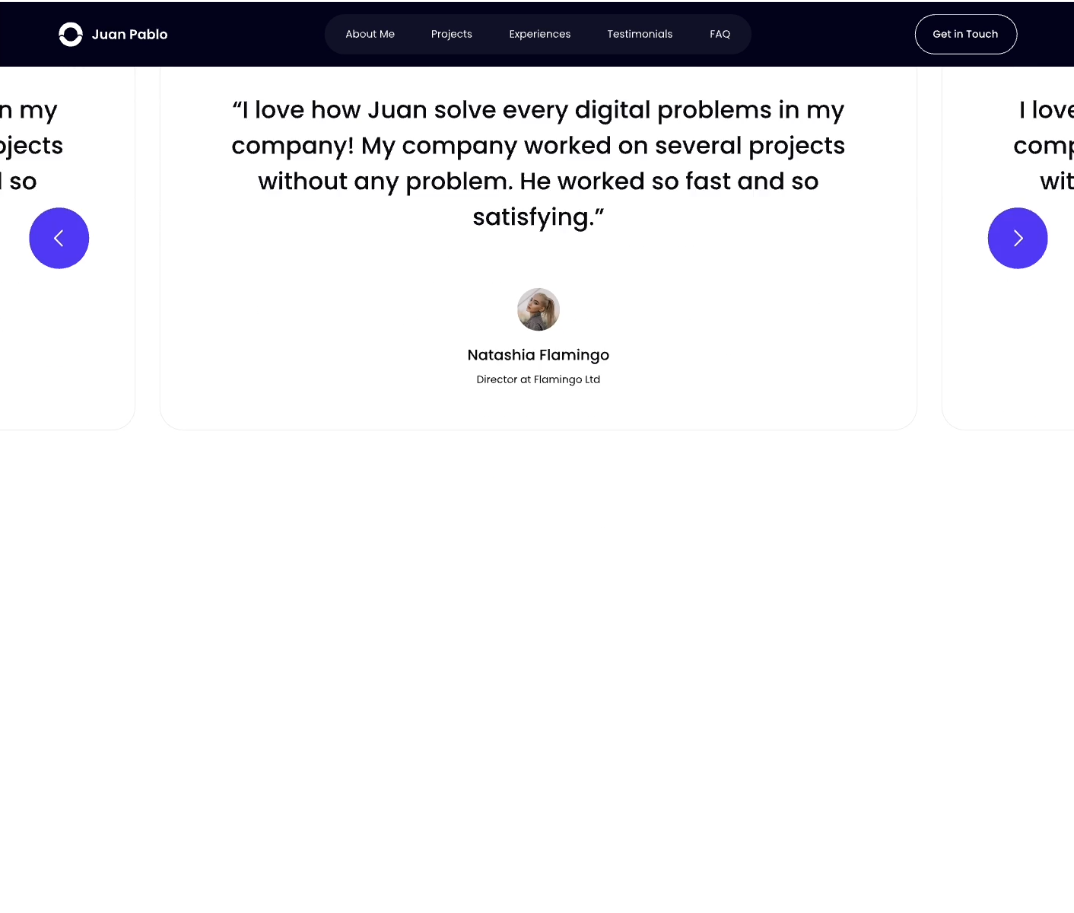 Juan Pablo
About Me Projects Experiences Testimonials FAQ
Get in Touch
n my
ojects
so
“I love how Juan solve every digital problems in my
company! My company worked on several projects
without any problem. He worked so fast and so
satisfying.”
Natashia Flamingo
Director at Flamingo Ltd
I love
comp
wit